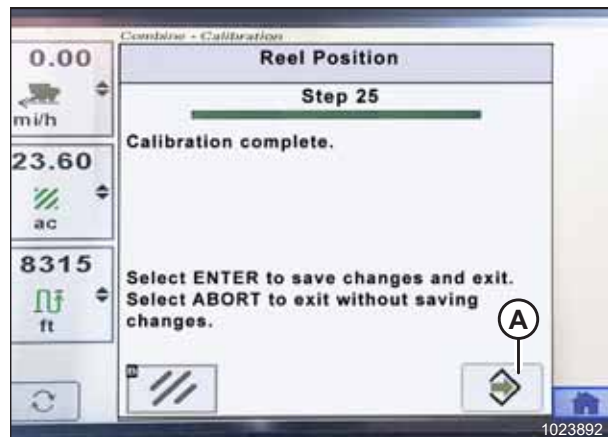 Combine - Calibration
Reel Position
Step 25
Calibration complete.
Select ENTER to save changes and exit.
Select ABORT to exit without saving
changes.
0.00
mi/h
23.60
ac
8315
ft
A
1023892